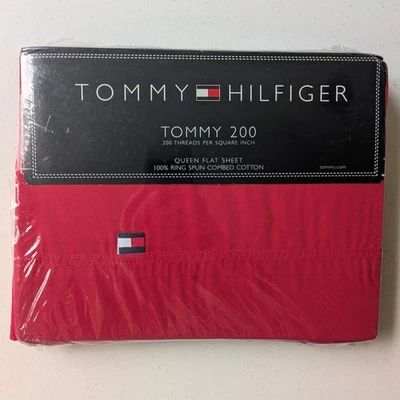 TOMMY HILFIGER
TOMMY 200
200 THREADS PER SQUARE INCH
QUEEN FLAT SHEET
100% RING SPUN COMBED COTTON
tommy.com